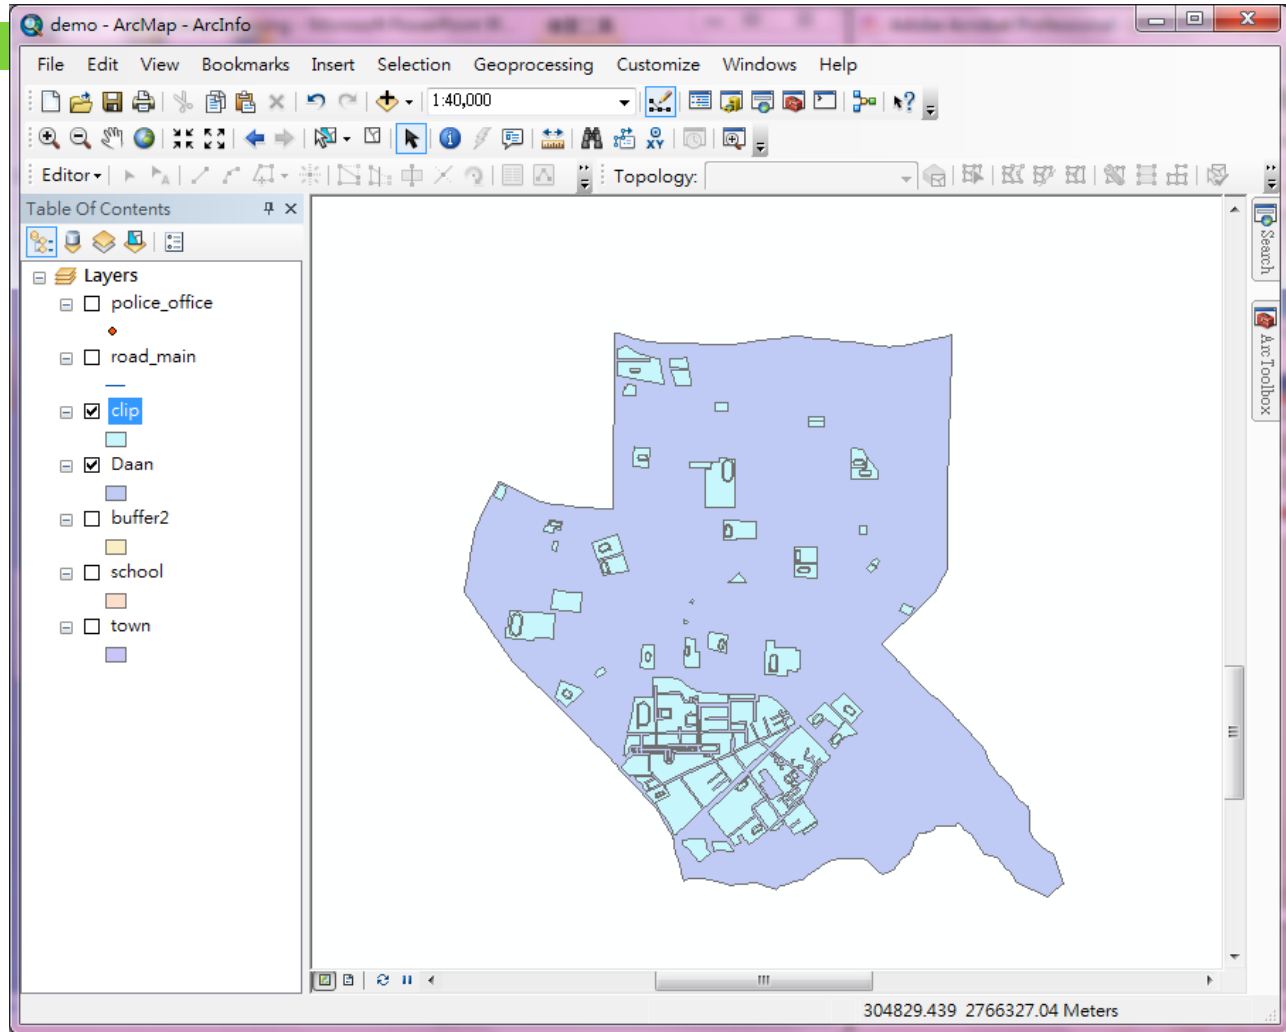 demo - ArcMap - ArcInfo
File Edit View Bookmarks Insert Selection Geoprocessing Customize Windows Help
1:40,000
XY
Editor
Topology:
Table Of Contents
Search
ArcToolbox
Layers
police_office
road_main
clip
Daan
buffer2
school
town
304829.439 2766327.04 Meters